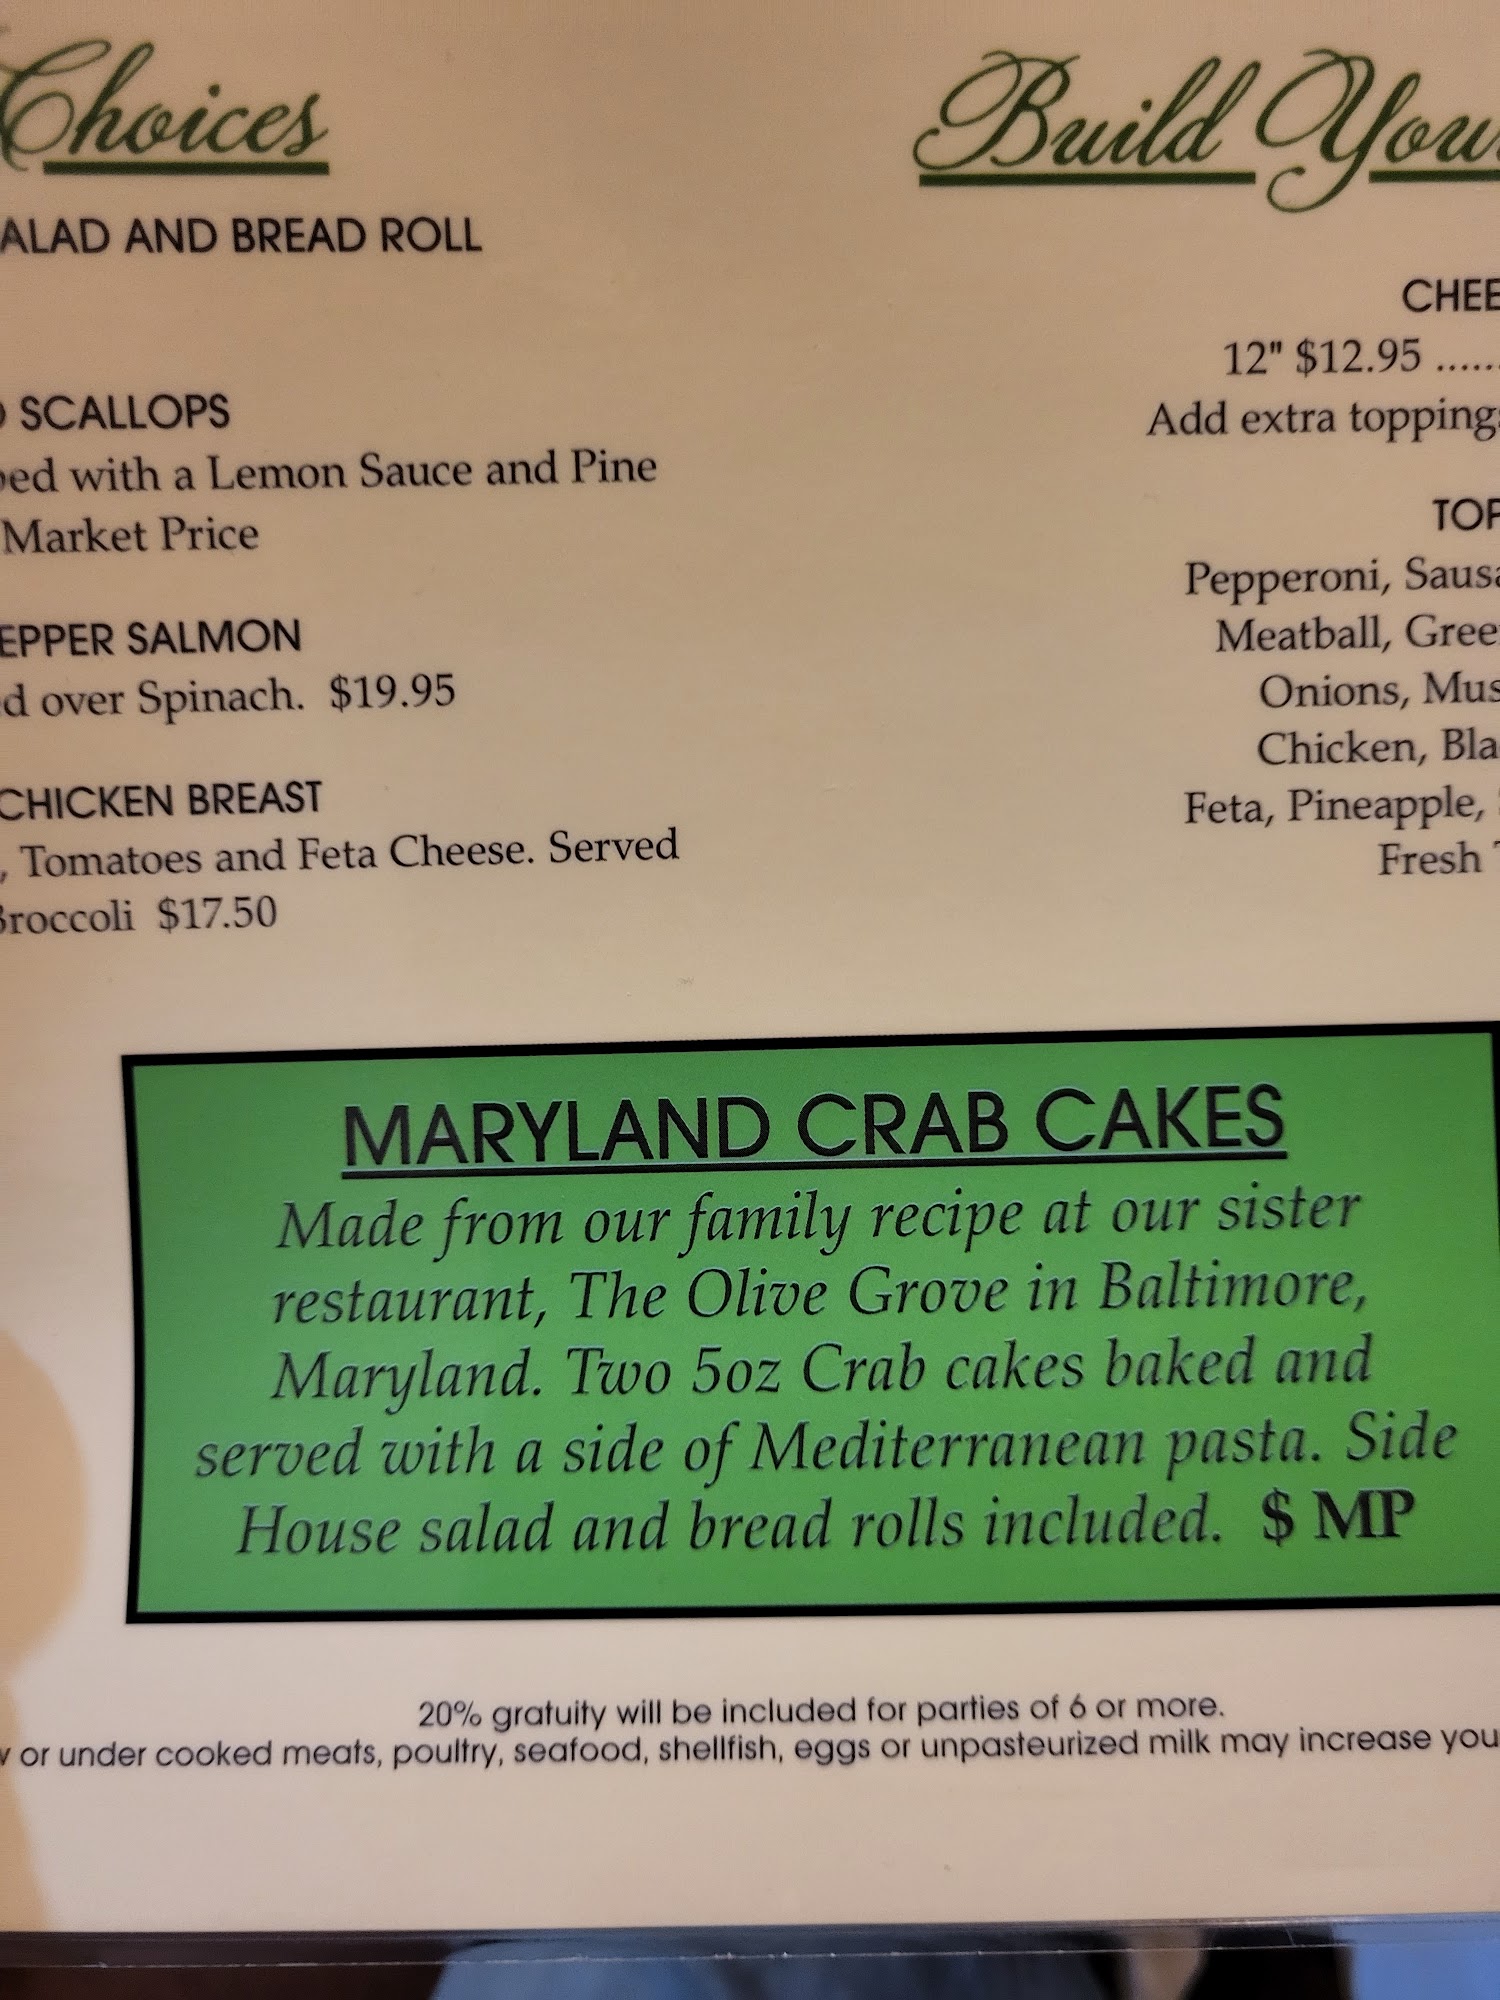 Choices
ALAD AND BREAD ROLL
SCALLOPS
with a Lemon Sauce and Pine
Market Price
EPPER SALMON
over Spinach. $19.95
CHICKEN BREAST
, Tomatoes and Feta Cheese. Served
Broccoli $17.50
Build You
CHEE
12" $12.95 ......
Add extra topping
TOP
Pepperoni, Sausa
Meatball, Gree
Onions, Mus
Chicken, Bla
Feta, Pineapple,
Fresh
MARYLAND CRAB CAKES
Made from our family recipe at our sister
restaurant, The Olive Grove in Baltimore,
Maryland. Two 5oz Crab cakes baked and
served with a side of Mediterranean pasta. Side
House salad and bread rolls included. $ MP
20% gratuity will be included for parties of 6 or more.
or under cooked meats, poultry, seafood, shellfish, eggs or unpasteurized milk may increase you